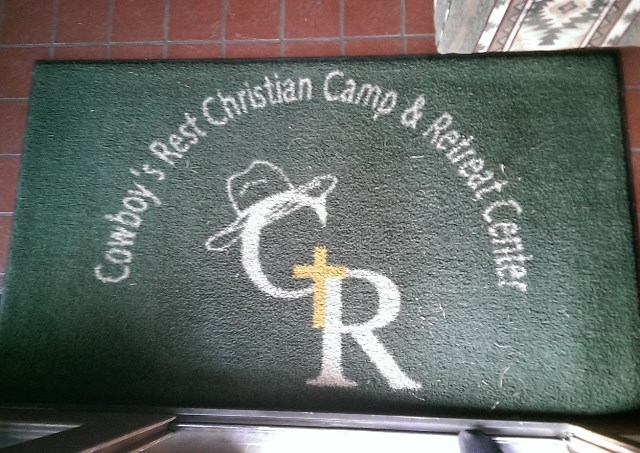 Cowboy's Rest Christian Camp & Retreat Center
CR